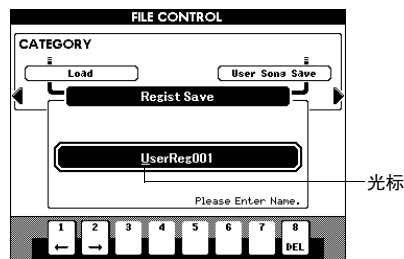 FILE CONTROL
CATEGORY
Load
User Song Save
Regist Save
UserReg001
光标
Please Enter Name.
1 2 3 4 5 6 7 8
← → DEL